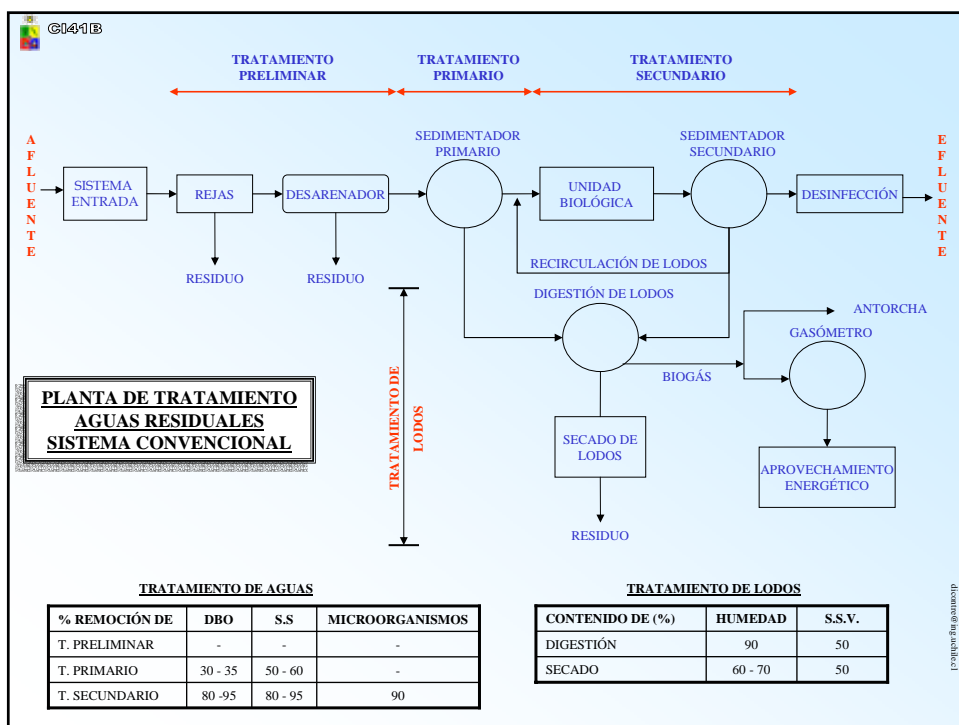 CI41B
TRATAMIENTO
PRELIMINAR
TRATAMIENTO
PRIMARIO
TRATAMIENTO
SECUNDARIO
AFLUENTE
SISTEMA
ENTRADA
REJAS
DESARENADOR
SEDIMENTADOR
PRIMARIO
UNIDAD
BIOLÓGICA
SEDIMENTADOR
SECUNDARIO
DESINFECCIÓN
EFLUENTE
RESIDUO
RESIDUO
RECIRCULACIÓN DE LODOS
DIGESTIÓN DE LODOS
ANTORCHA
GASÓMETRO
BIOGÁS
TRATAMIENTO DE
LODOS
PLANTA DE TRATAMIENTO
AGUAS RESIDUALES
SISTEMA CONVENCIONAL
SECADO DE
LODOS
APROVECHAMIENTO
ENERGÉTICO
RESIDUO
TRATAMIENTO DE AGUAS
% REMOCIÓN DE DBO S.S MICROORGANISMOS
T. PRELIMINAR - - -
T. PRIMARIO 30 - 35 50 - 60 -
T. SECUNDARIO 80 -95 80 - 95 90
TRATAMIENTO DE LODOS
CONTENIDO DE (%) HUMEDAD S.S.V.
DIGESTIÓN 90 50
SECADO 60 - 70 50
dicontre@ing.uchile.cl